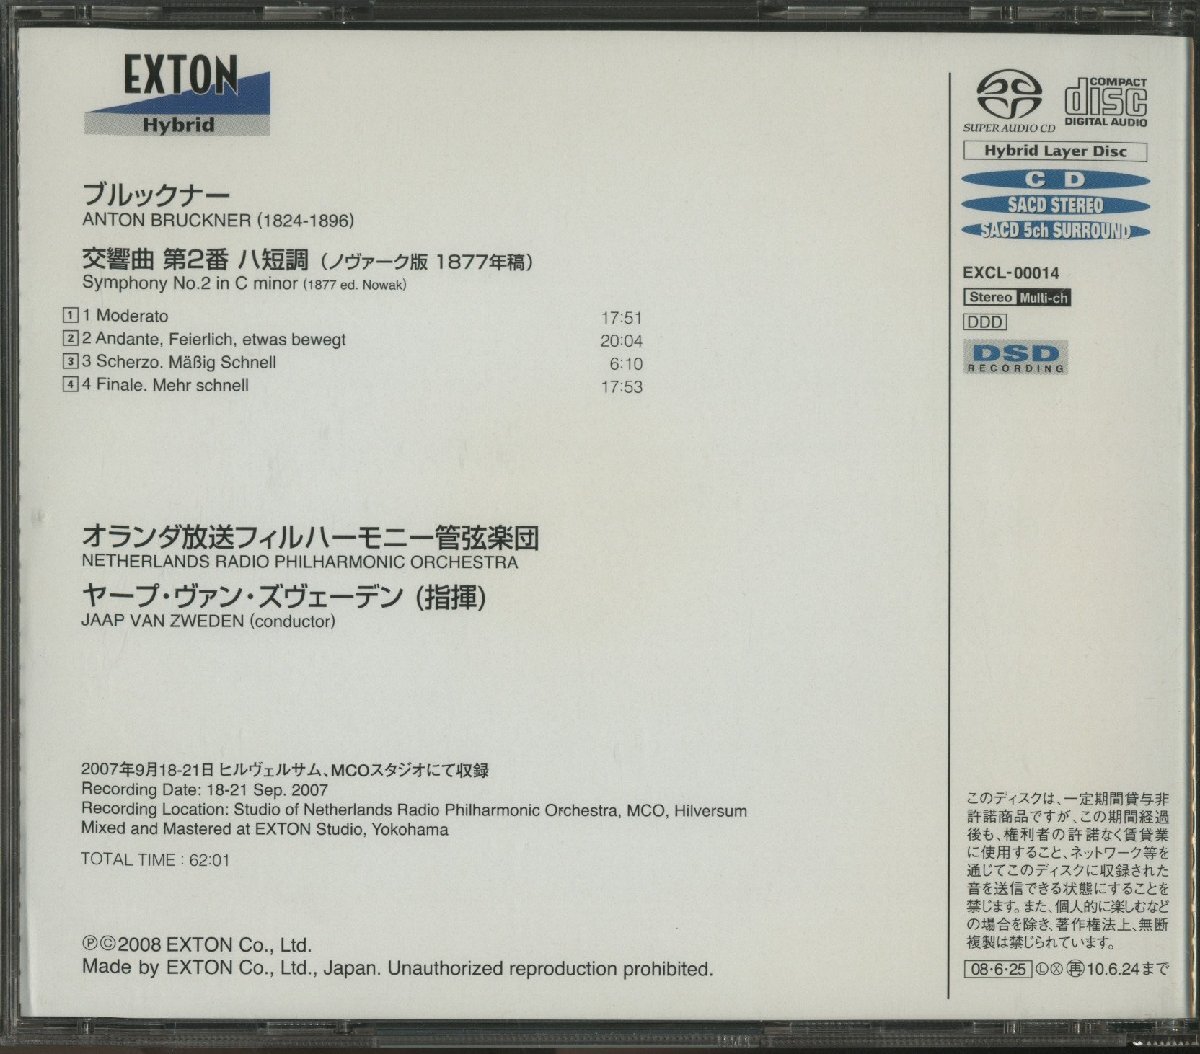 EXTON
Hybrid
ブルックナー
ANTON BRUCKNER (1824-1896)
交響曲 第2番 ハ短調 (ノヴァーク版 1877年稿)
Symphony No.2 in C minor (1877 ed. Nowak)
1 1 Moderato 17:51
2 2 Andante, Feierlich, etwas bewegt 20:04
3 3 Scherzo. Mäßig Schnell 6:10
4 4 Finale. Mehr schnell 17:53
オランダ放送フィルハーモニー管弦楽団
NETHERLANDS RADIO PHILHARMONIC ORCHESTRA
ヤープ・ヴァン・ズヴェーデン (指揮)
JAAP VAN ZWEDEN (conductor)
2007年9月18-21日 ヒルヴェルサム、MCOスタジオにて収録
Recording Date: 18-21 Sep. 2007
Recording Location: Studio of Netherlands Radio Philharmonic Orchestra, MCO, Hilversum
Mixed and Mastered at EXTON Studio, Yokohama
TOTAL TIME : 62:01
℗©2008 EXTON Co., Ltd.
Made by EXTON Co., Ltd., Japan. Unauthorized reproduction prohibited.
SUPER AUDIO CD
COMPACT
disc
DIGITAL AUDIO
Hybrid Layer Disc
CD
SACD STEREO
SACD 5ch SURROUND
EXCL-00014
Stereo Multi-ch
DDD
DSD
RECORDING
このディスクは、一定期間貸与非
許諾商品ですが、この期間経過
後も、権利者の許諾なく賃貸業
に使用すること、ネットワーク等を
通じてこのディスクに収録された
音を送信できる状態にすることを
禁じます。また、個人的に楽しむなど
の場合を除き、著作権法上、無断
複製は禁じられています。
08·6·25 Ⓛ Ⓧ 再 10.6.24まで